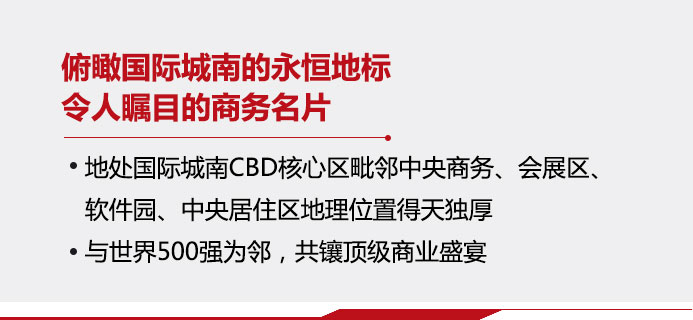 俯瞰国际城南的永恒地标
令人瞩目的商务名片
• 地处国际城南CBD核心区毗邻中央商务、会展区、
软件园、中央居住区地理位置得天独厚
• 与世界500强为邻，共镶顶级商业盛宴